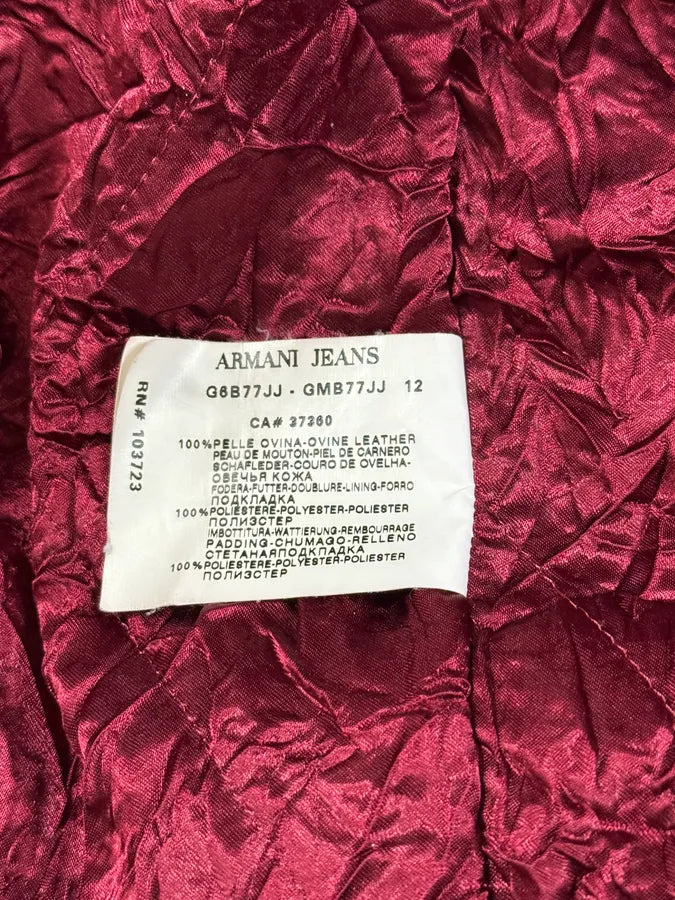 ARMANI JEANS
G6B77JJ - GMB77JJ 12
CA# 37360
100%PELLE OVINA-OVINE LEATHER
PEAU DE MOUTON-PIEL DE CARNERO
SCHAFLEDER-COURO DE OVELHA-
ОВЕЧЬЯ КОЖА
FODERA-FUTTER-DOUBLURE-LINING-FORRO
ПОДКЛАДКА
100%POLIESTERE-POLYESTER-POLIESTER
ПОЛИЭСТЕР
IMBOTTITURA-WATTIERUNG-REMBOURRAGE
PADDING-CHUMAGO-RELLENO
СТЕТАНАЯПОДКЛАДКА
100%POLIESTERE-POLYESTER-POLIESTER
ПОЛИЭСТЕР
RN# 103723